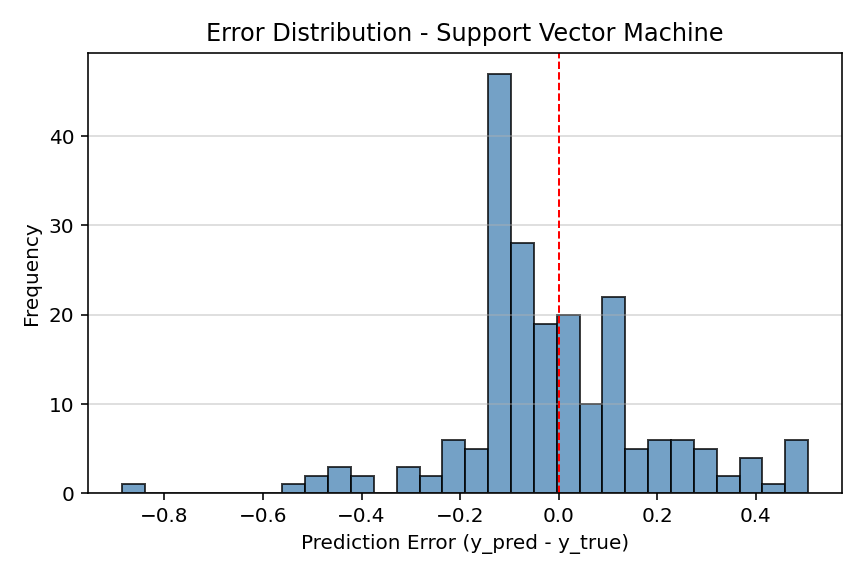 Error Distribution - Support Vector Machine
40
30
20
10
0
Frequency
−0.8 −0.6 −0.4 −0.2 0.0 0.2 0.4
Prediction Error (y_pred - y_true)